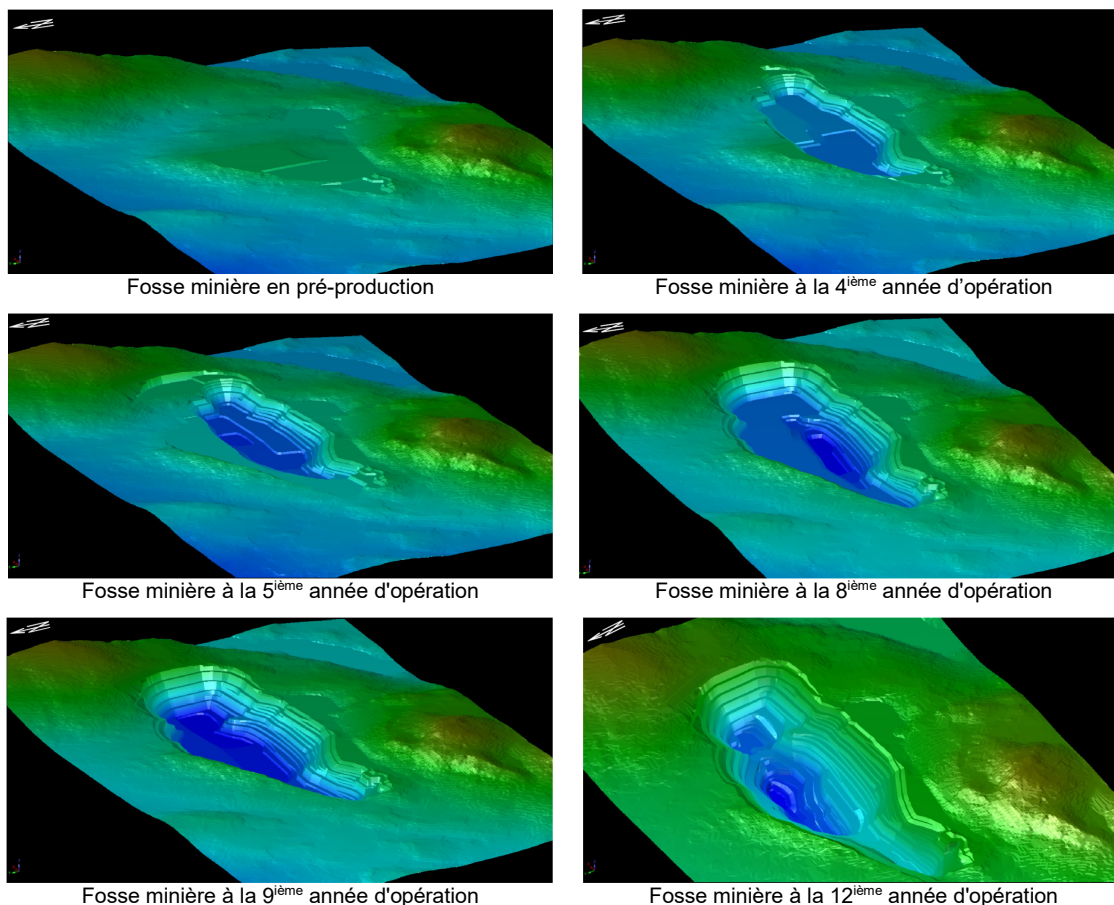 Fosse minière en pré-production
Fosse minière à la 4ième année d’opération
Fosse minière à la 5ième année d'opération
Fosse minière à la 8ième année d'opération
Fosse minière à la 9ième année d'opération
Fosse minière à la 12ième année d'opération